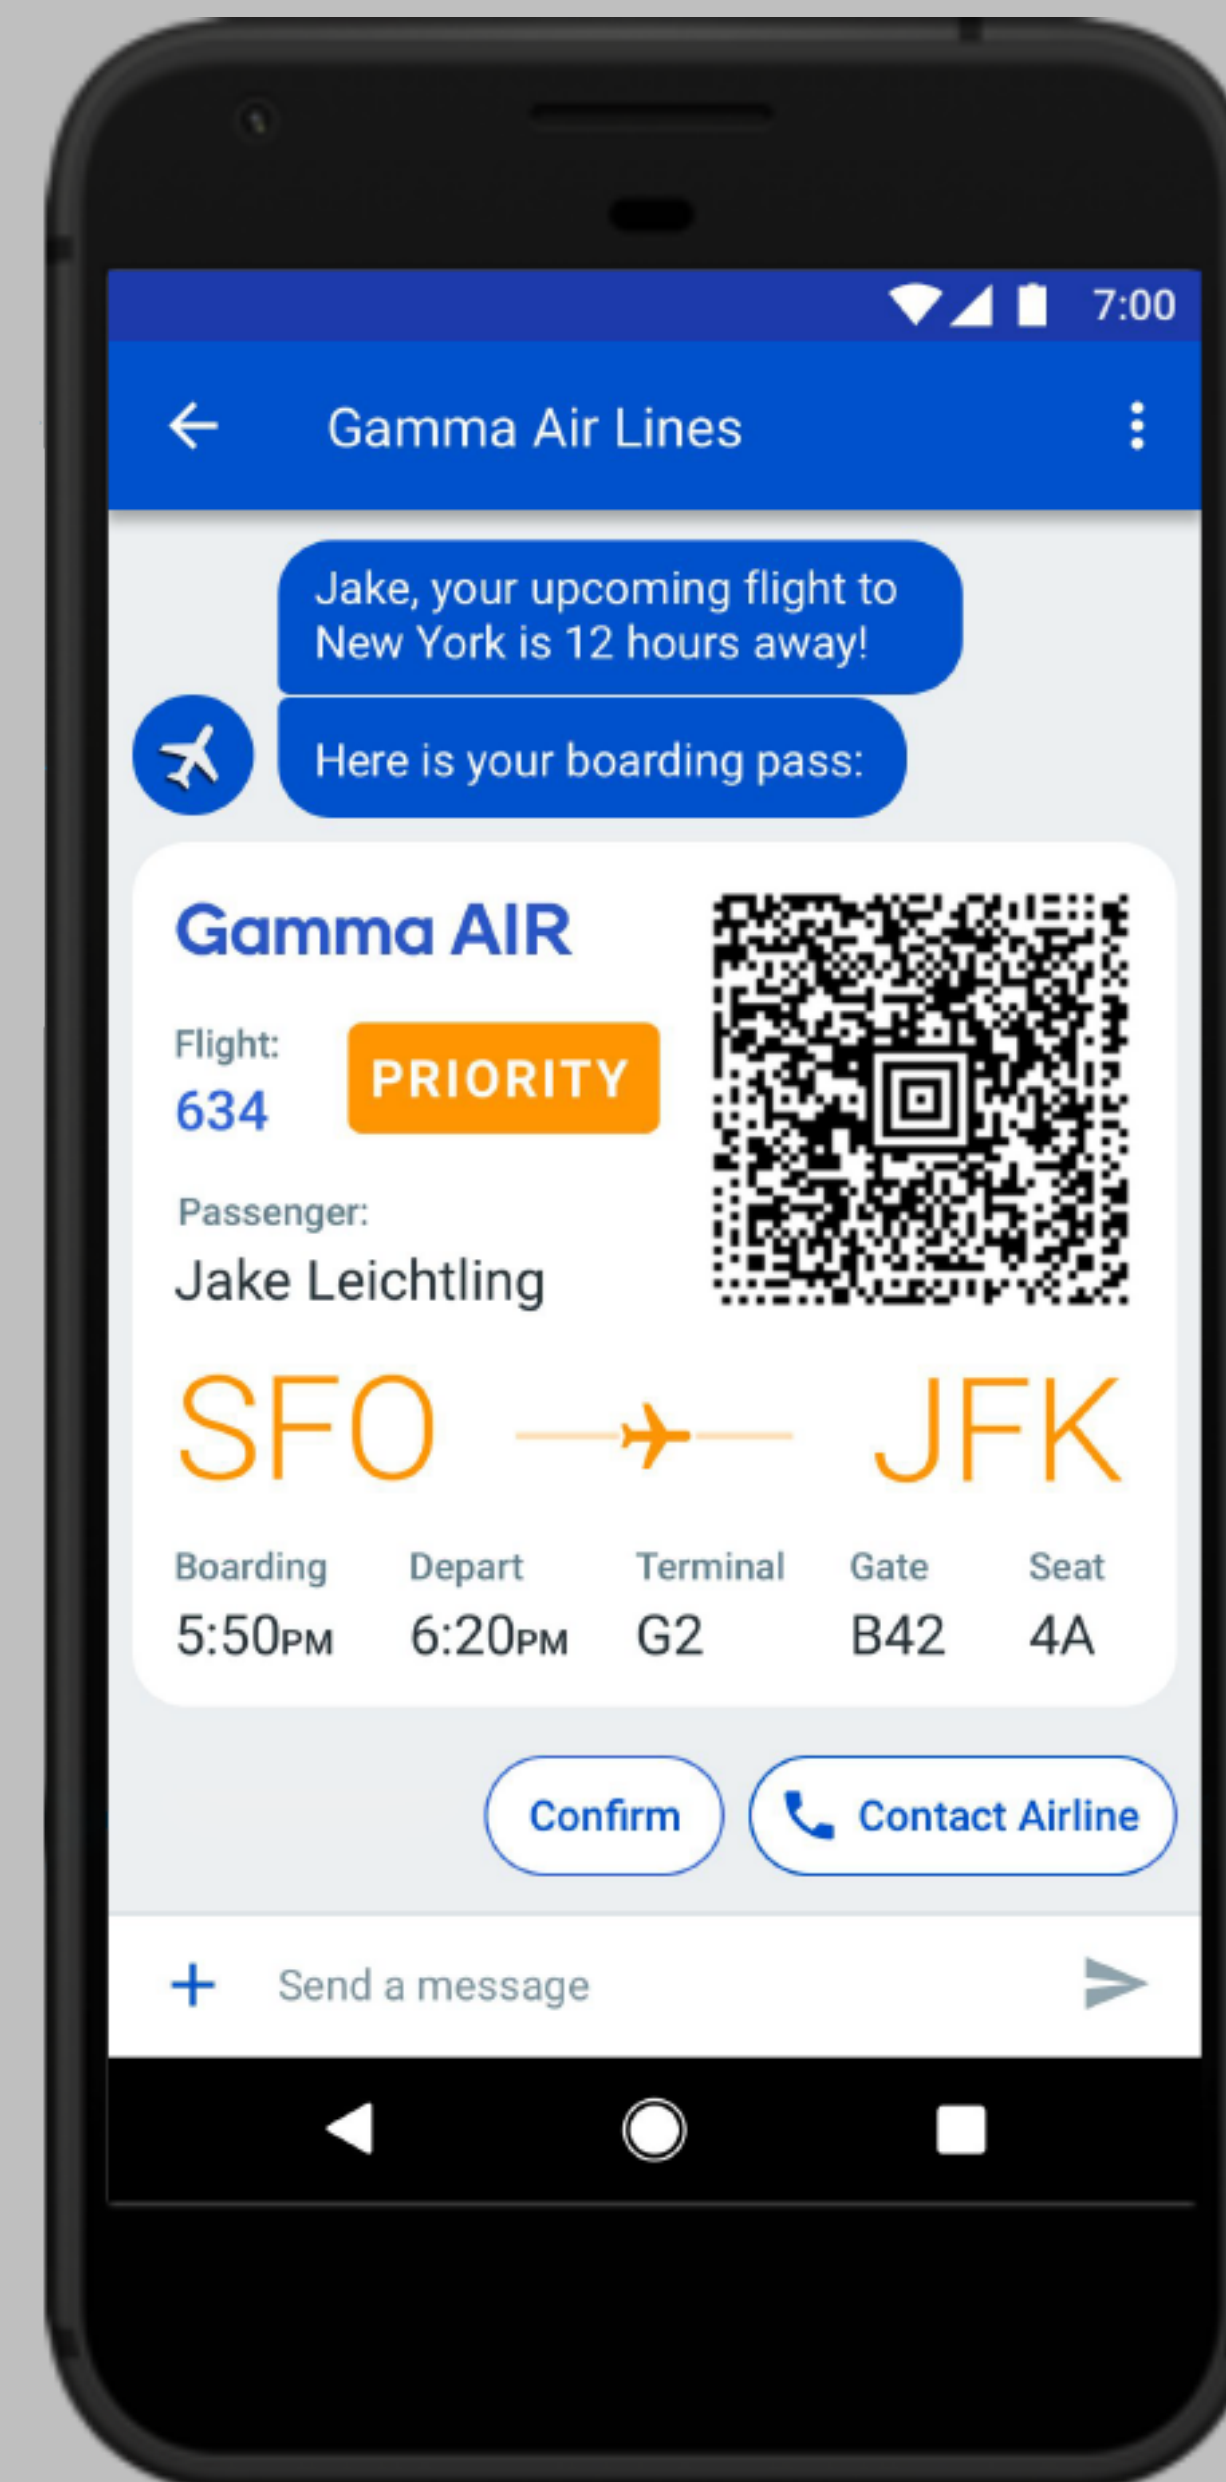 7:00
Gamma Air Lines
Jake, your upcoming flight to
New York is 12 hours away!
Here is your boarding pass:
Gamma AIR
Flight:
634
PRIORITY
Passenger:
Jake Leichtling
SFO JFK
Boarding Depart Terminal Gate Seat
5:50PM 6:20PM G2 B42 4A
Confirm Contact Airline
Send a message